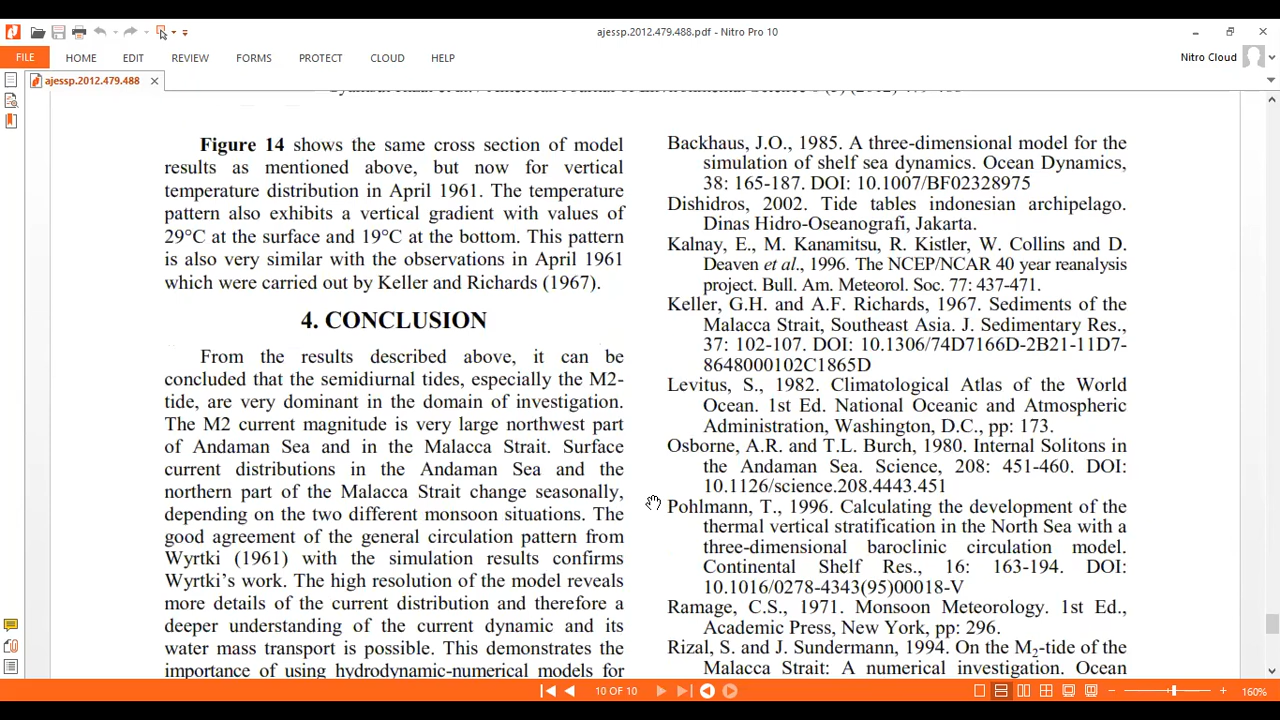 ajessp.2012.479.488.pdf - Nitro Pro 10
FILE HOME EDIT REVIEW FORMS PROTECT CLOUD HELP
Nitro Cloud
ajessp.2012.479.488
Figure 14 shows the same cross section of model
results as mentioned above, but now for vertical
temperature distribution in April 1961. The temperature
pattern also exhibits a vertical gradient with values of
29°C at the surface and 19°C at the bottom. This pattern
is also very similar with the observations in April 1961
which were carried out by Keller and Richards (1967).
4. CONCLUSION
From the results described above, it can be
concluded that the semidiurnal tides, especially the M2-
tide, are very dominant in the domain of investigation.
The M2 current magnitude is very large northwest part
of Andaman Sea and in the Malacca Strait. Surface
current distributions in the Andaman Sea and the
northern part of the Malacca Strait change seasonally,
depending on the two different monsoon situations. The
good agreement of the general circulation pattern from
Wyrtki (1961) with the simulation results confirms
Wyrtki's work. The high resolution of the model reveals
more details of the current distribution and therefore a
deeper understanding of the current dynamic and its
water mass transport is possible. This demonstrates the
importance of using hydrodynamic-numerical models for
Backhaus, J.O., 1985. A three-dimensional model for the
simulation of shelf sea dynamics. Ocean Dynamics,
38: 165-187. DOI: 10.1007/BF02328975
Dishidros, 2002. Tide tables indonesian archipelago.
Dinas Hidro-Oseanografi, Jakarta.
Kalnay, E., M. Kanamitsu, R. Kistler, W. Collins and D.
Deaven et al., 1996. The NCEP/NCAR 40 year reanalysis
project. Bull. Am. Meteorol. Soc. 77: 437-471.
Keller, G.H. and A.F. Richards, 1967. Sediments of the
Malacca Strait, Southeast Asia. J. Sedimentary Res.,
37: 102-107. DOI: 10.1306/74D7166D-2B21-11D7-
8648000102C1865D
Levitus, S., 1982. Climatological Atlas of the World
Ocean. 1st Ed. National Oceanic and Atmospheric
Administration, Washington, D.C., pp: 173.
Osborne, A.R. and T.L. Burch, 1980. Internal Solitons in
the Andaman Sea. Science, 208: 451-460. DOI:
10.1126/science.208.4443.451
Pohlmann, T., 1996. Calculating the development of the
thermal vertical stratification in the North Sea with a
three-dimensional baroclinic circulation model.
Continental Shelf Res., 16: 163-194. DOI:
10.1016/0278-4343(95)00018-V
Ramage, C.S., 1971. Monsoon Meteorology. 1st Ed.,
Academic Press, New York, pp: 296.
Rizal, S. and J. Sundermann, 1994. On the M2-tide of the
Malacca Strait: A numerical investigation. Ocean
10 OF 10
160%